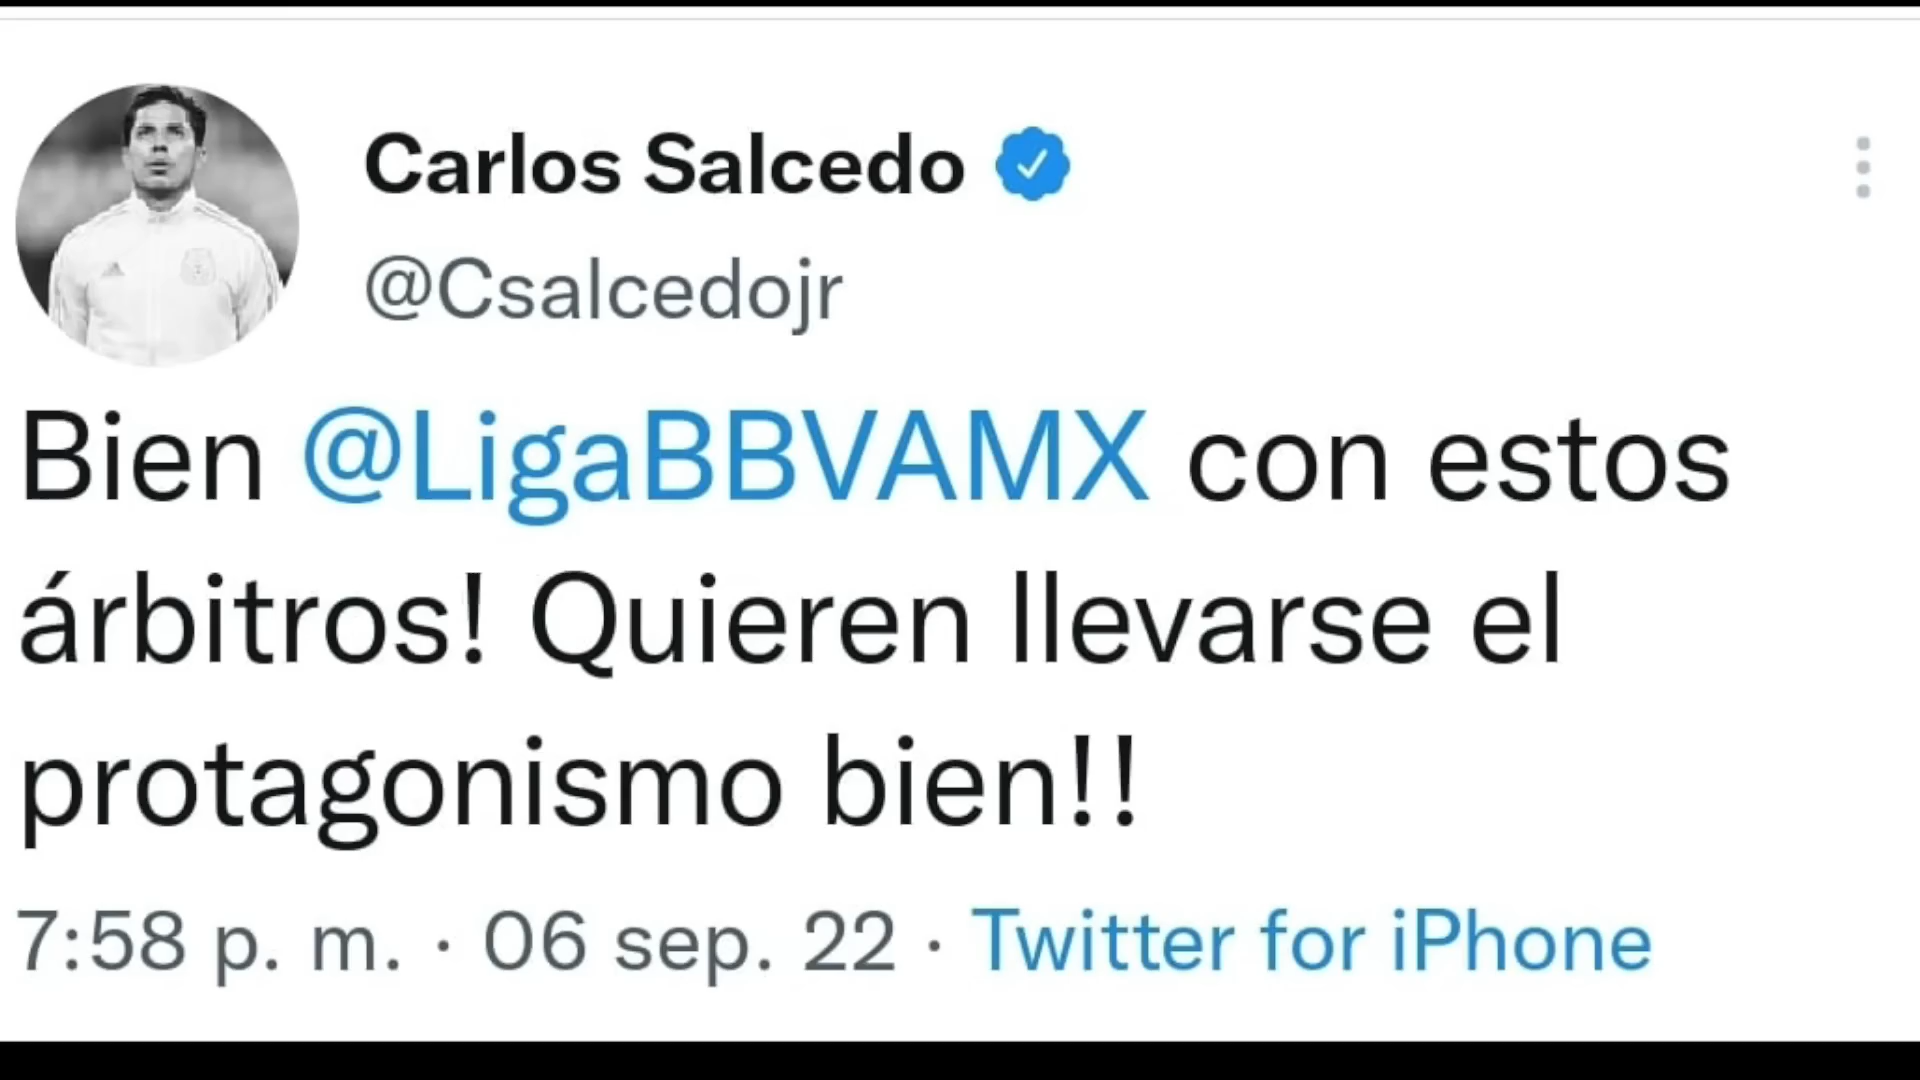 Carlos Salcedo
@Csalcedojr
Bien @LigaBBVAMX con estos
árbitros! Quieren llevarse el
protagonismo bien!!
7:58 p. m. · 06 sep. 22 · Twitter for iPhone